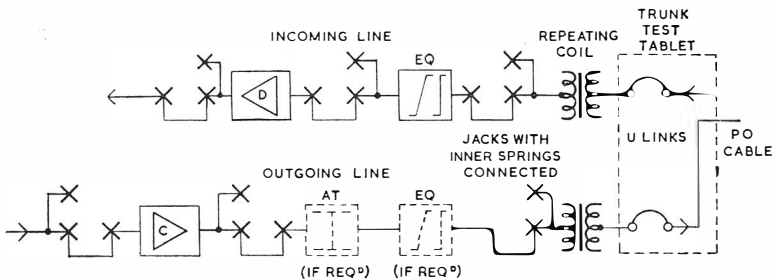 INCOMING LINE
REPEATING
COIL
TRUNK
TEST
TABLET
EQ
D
U LINKS
PO
CABLE
JACKS WITH
INNER SPRINGS
CONNECTED
OUTGOING LINE
AT
EQ
C
(IF REQᴰ)
(IF REQᴰ)